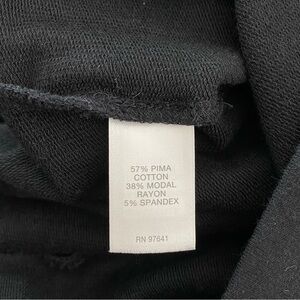 57% PIMA
COTTON
38% MODAL
RAYON
5% SPANDEX
RN 97641